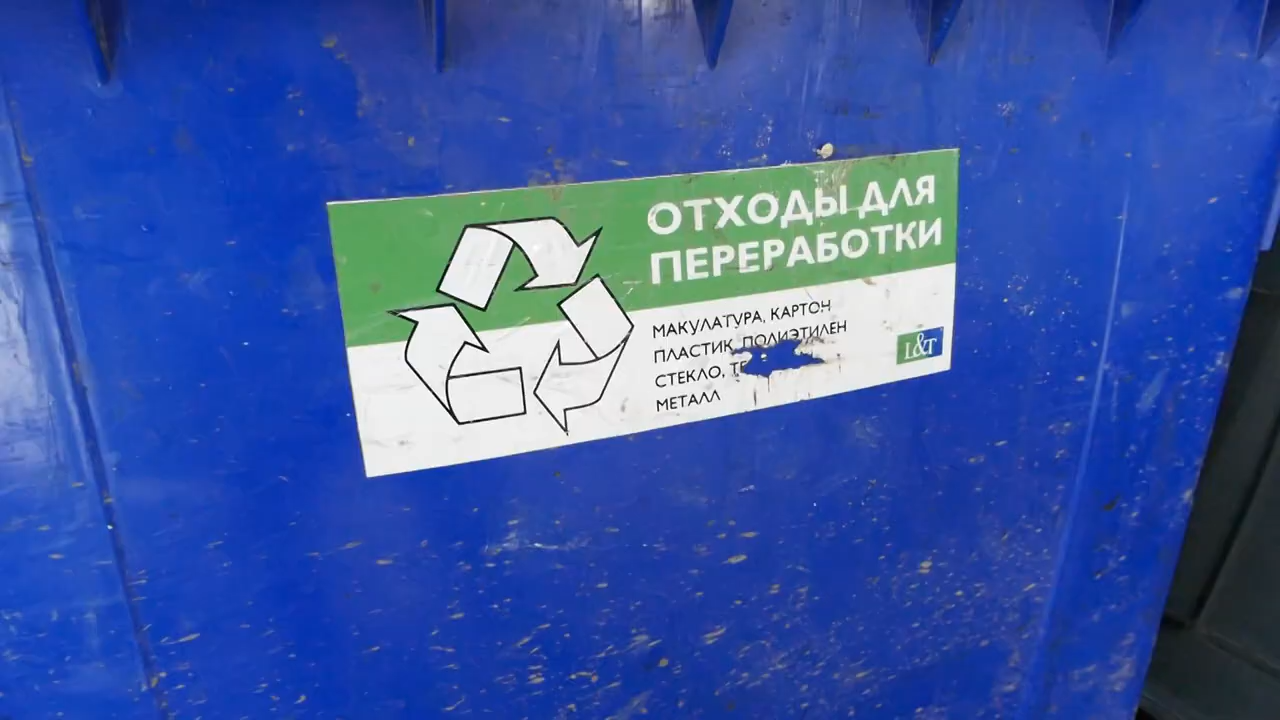 ОТХОДЫ ДЛЯ
ПЕРЕРАБОТКИ
МАКУЛАТУРА, КАРТОН
ПЛАСТИК, ПОЛИЭТИЛЕН
СТЕКЛО,
МЕТАЛЛ
L&T